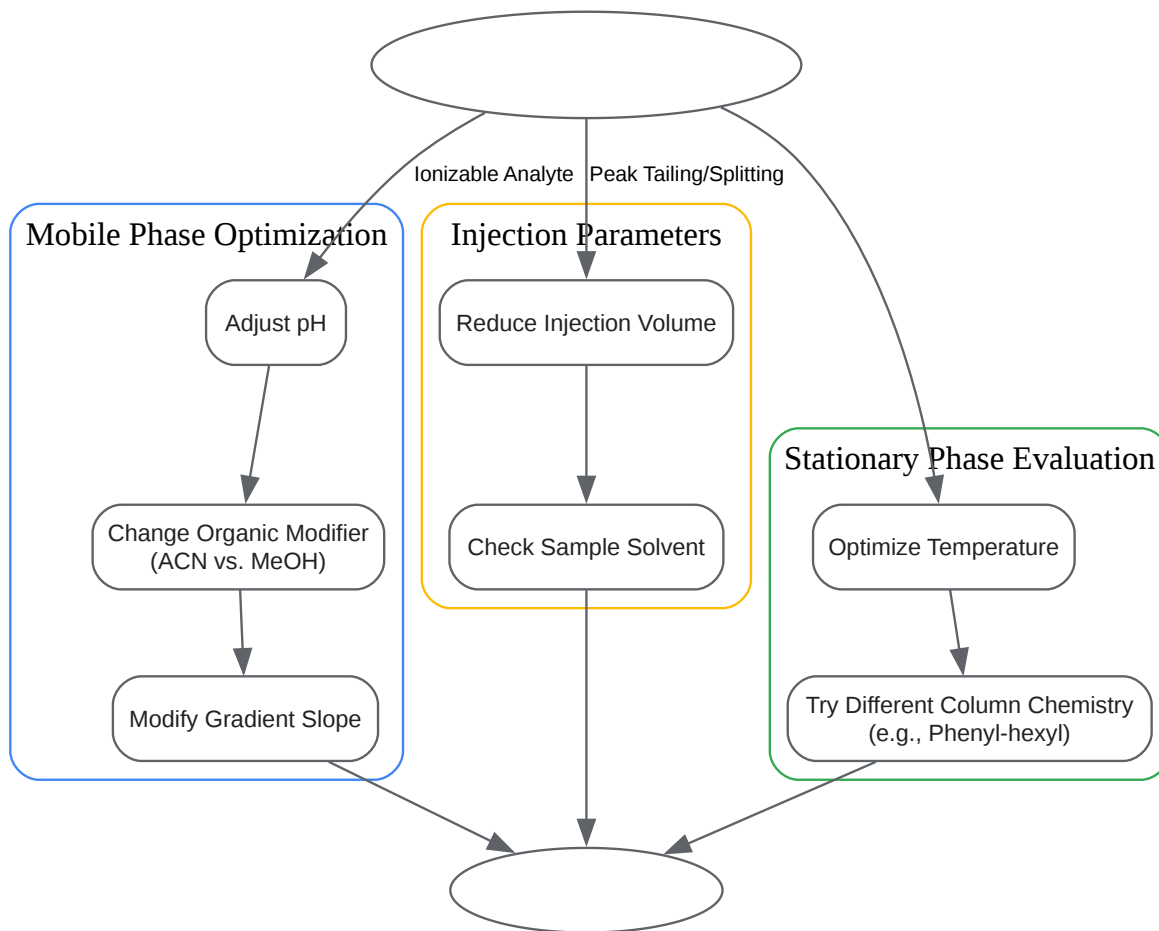 Ionizable Analyte
Peak Tailing/Splitting
Mobile Phase Optimization
Injection Parameters
Adjust pH
Reduce Injection Volume
Stationary Phase Evaluation
Change Organic Modifier
(ACN vs. MeOH)
Check Sample Solvent
Optimize Temperature
Modify Gradient Slope
Try Different Column Chemistry
(e.g., Phenyl-hexyl)